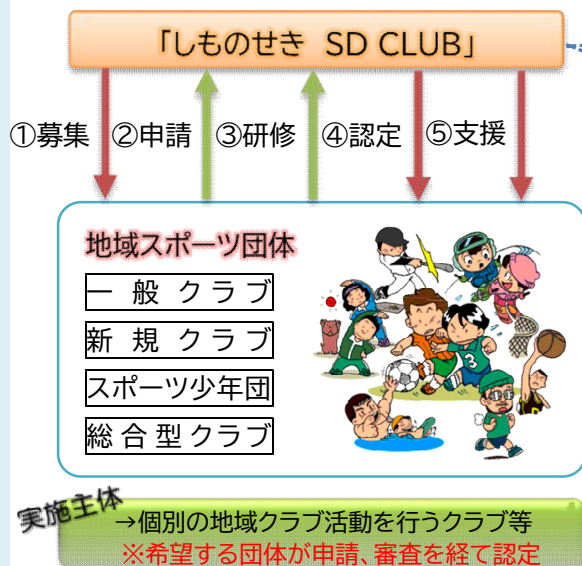 「しものせき SD CLUB」
①募集 ②申請 ③研修 ④認定 ⑤支援
地域スポーツ団体
一般クラブ
新規クラブ
スポーツ少年団
総合型クラブ
3
実施主体
→個別の地域クラブ活動を行うクラブ等
※希望する団体が申請、審査を経て認定